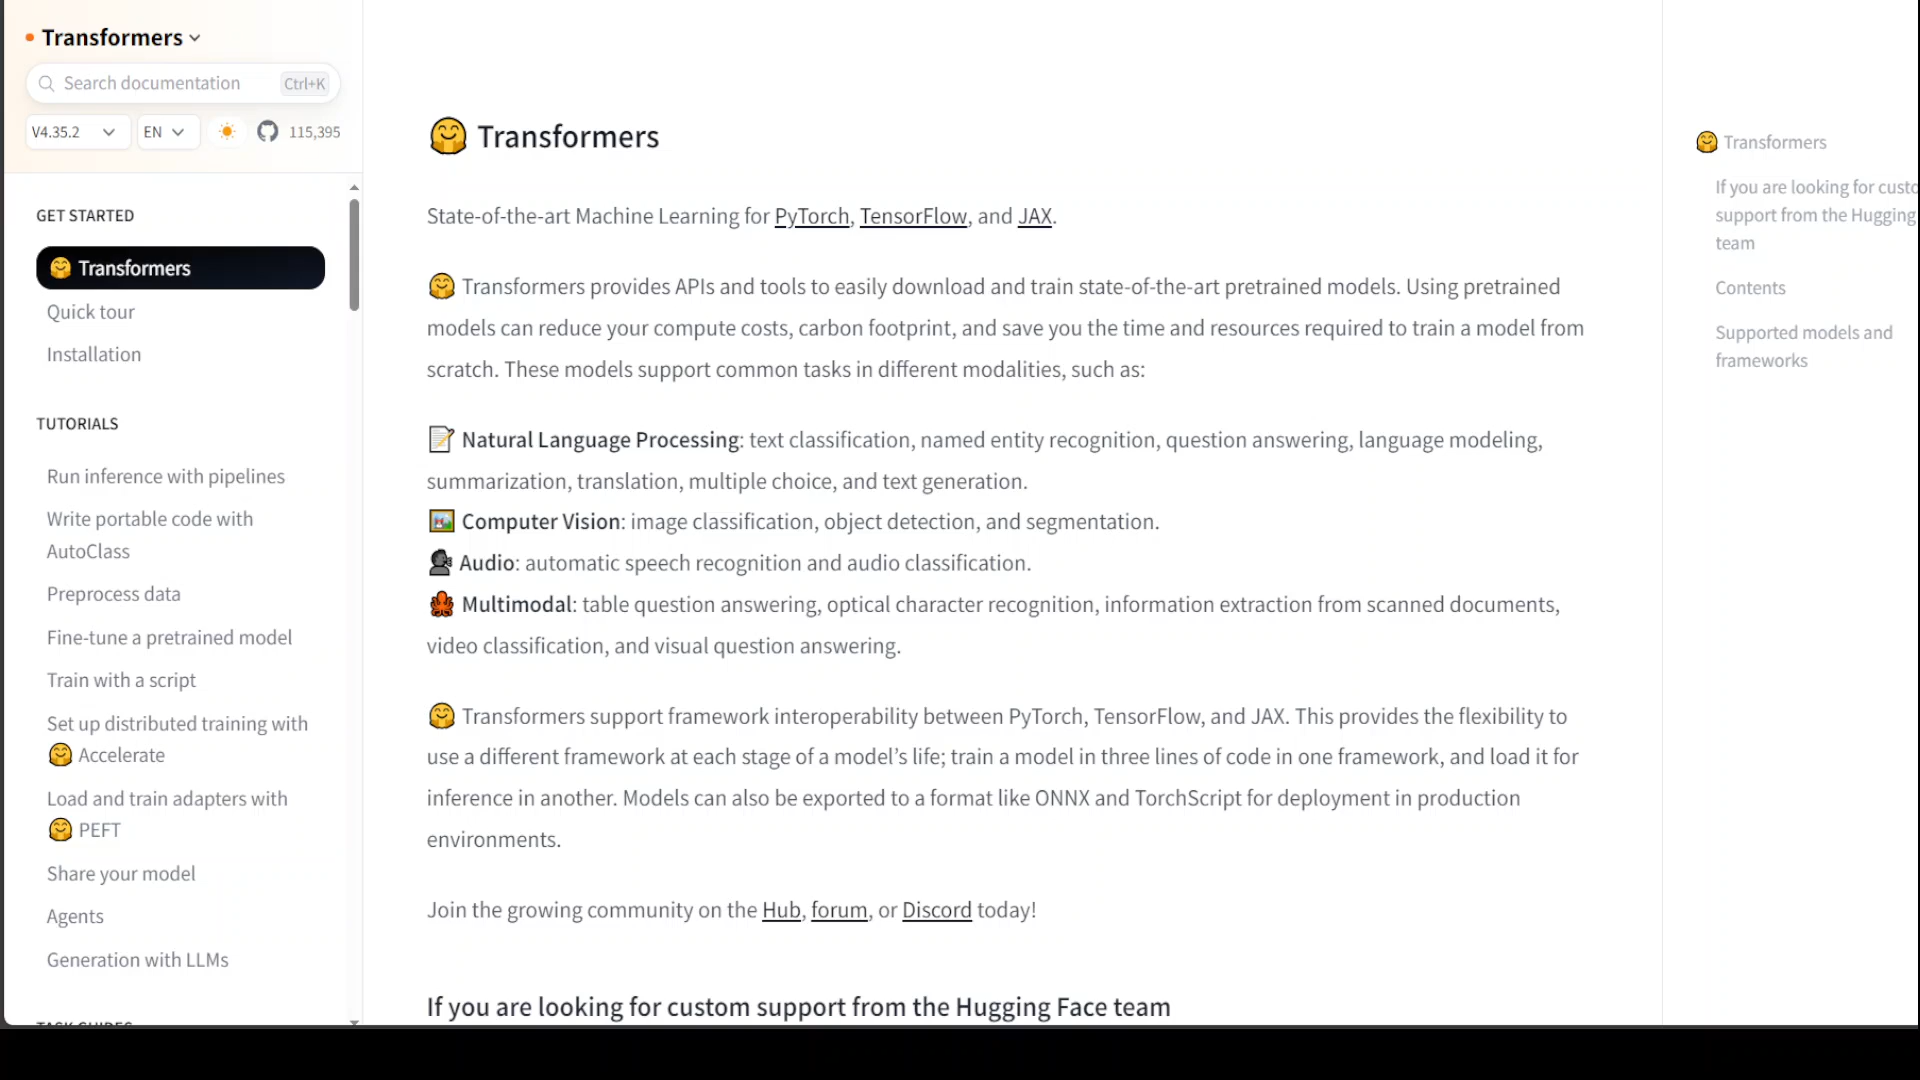 Transformers
Search documentation Ctrl+K
V4.35.2 EN 115,395
GET STARTED
🤗 Transformers
Quick tour
Installation
TUTORIALS
Run inference with pipelines
Write portable code with
AutoClass
Preprocess data
Fine-tune a pretrained model
Train with a script
Set up distributed training with
🤗 Accelerate
Load and train adapters with
🤗 PEFT
Share your model
Agents
Generation with LLMs
TASK GUIDES
🤗 Transformers
State-of-the-art Machine Learning for PyTorch, TensorFlow, and JAX.
🤗 Transformers provides APIs and tools to easily download and train state-of-the-art pretrained models. Using pretrained
models can reduce your compute costs, carbon footprint, and save you the time and resources required to train a model from
scratch. These models support common tasks in different modalities, such as:
📝 Natural Language Processing: text classification, named entity recognition, question answering, language modeling,
summarization, translation, multiple choice, and text generation.
🖼️ Computer Vision: image classification, object detection, and segmentation.
🗣️ Audio: automatic speech recognition and audio classification.
🐙 Multimodal: table question answering, optical character recognition, information extraction from scanned documents,
video classification, and visual question answering.
🤗 Transformers support framework interoperability between PyTorch, TensorFlow, and JAX. This provides the flexibility to
use a different framework at each stage of a model’s life; train a model in three lines of code in one framework, and load it for
inference in another. Models can also be exported to a format like ONNX and TorchScript for deployment in production
environments.
Join the growing community on the Hub, forum, or Discord today!
If you are looking for custom support from the Hugging Face team
🤗 Transformers
If you are looking for custo
support from the Hugging
team
Contents
Supported models and
frameworks